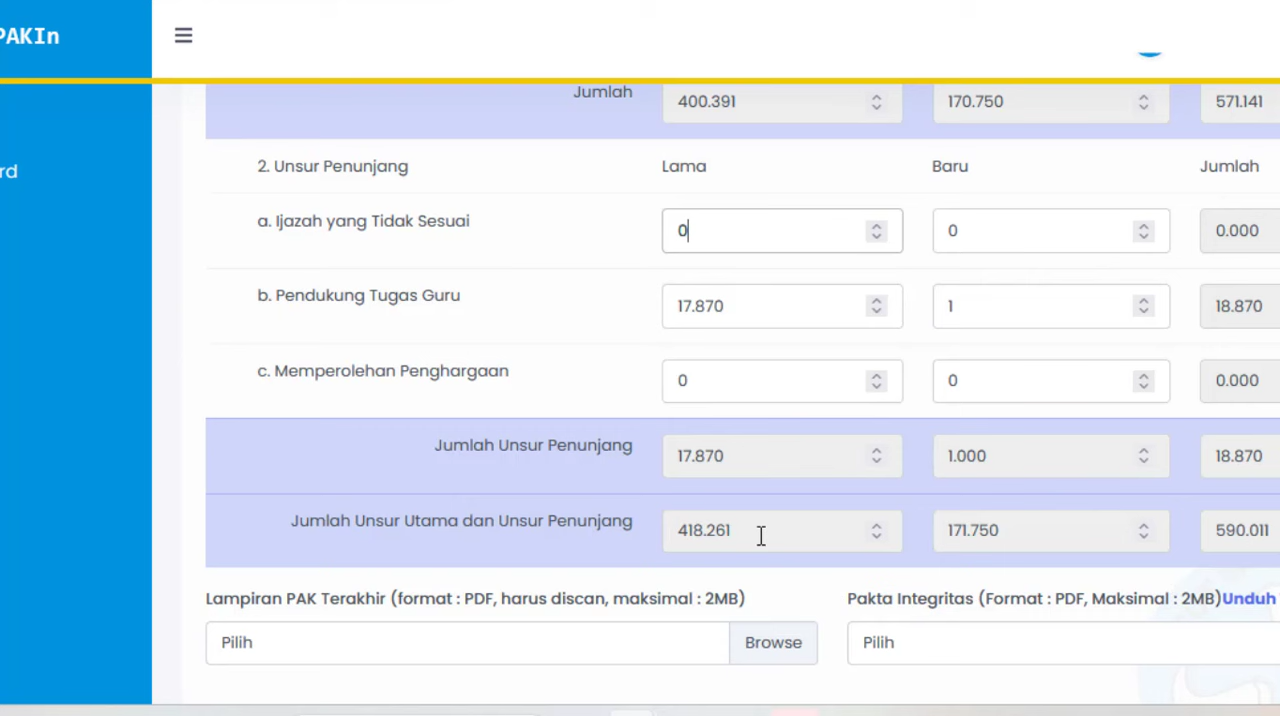 PAKIn
rd
Jumlah 400.391 170.750 571.141
2. Unsur Penunjang Lama Baru Jumlah
a. Ijazah yang Tidak Sesuai 0 0 0.000
b. Pendukung Tugas Guru 17.870 1 18.870
c. Memperolehan Penghargaan 0 0 0.000
Jumlah Unsur Penunjang 17.870 1.000 18.870
Jumlah Unsur Utama dan Unsur Penunjang 418.261 171.750 590.011
Lampiran PAK Terakhir (format : PDF, harus discan, maksimal : 2MB) Pakta Integritas (Format : PDF, Maksimal : 2MB)Unduh
Pilih Browse Pilih